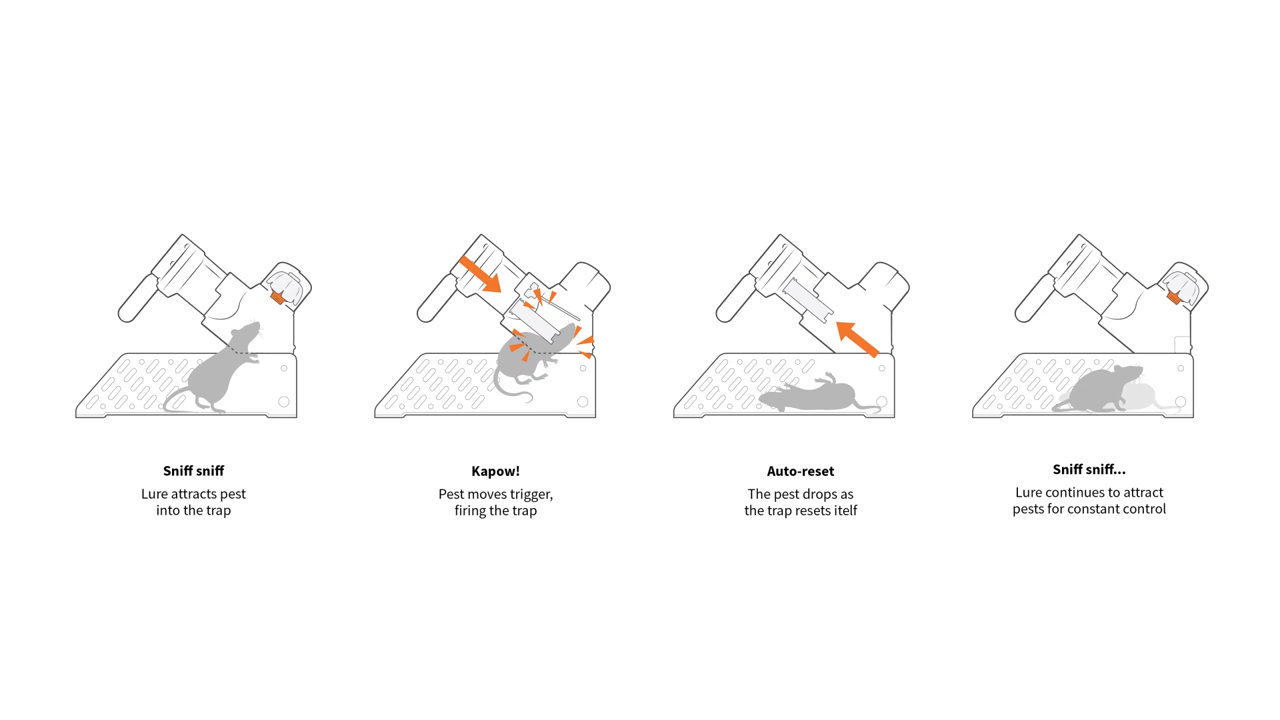 Sniff sniff
Lure attracts pest
into the trap
Kapow!
Pest moves trigger,
firing the trap
Auto-reset
The pest drops as
the trap resets itelf
Sniff sniff...
Lure continues to attract
pests for constant control